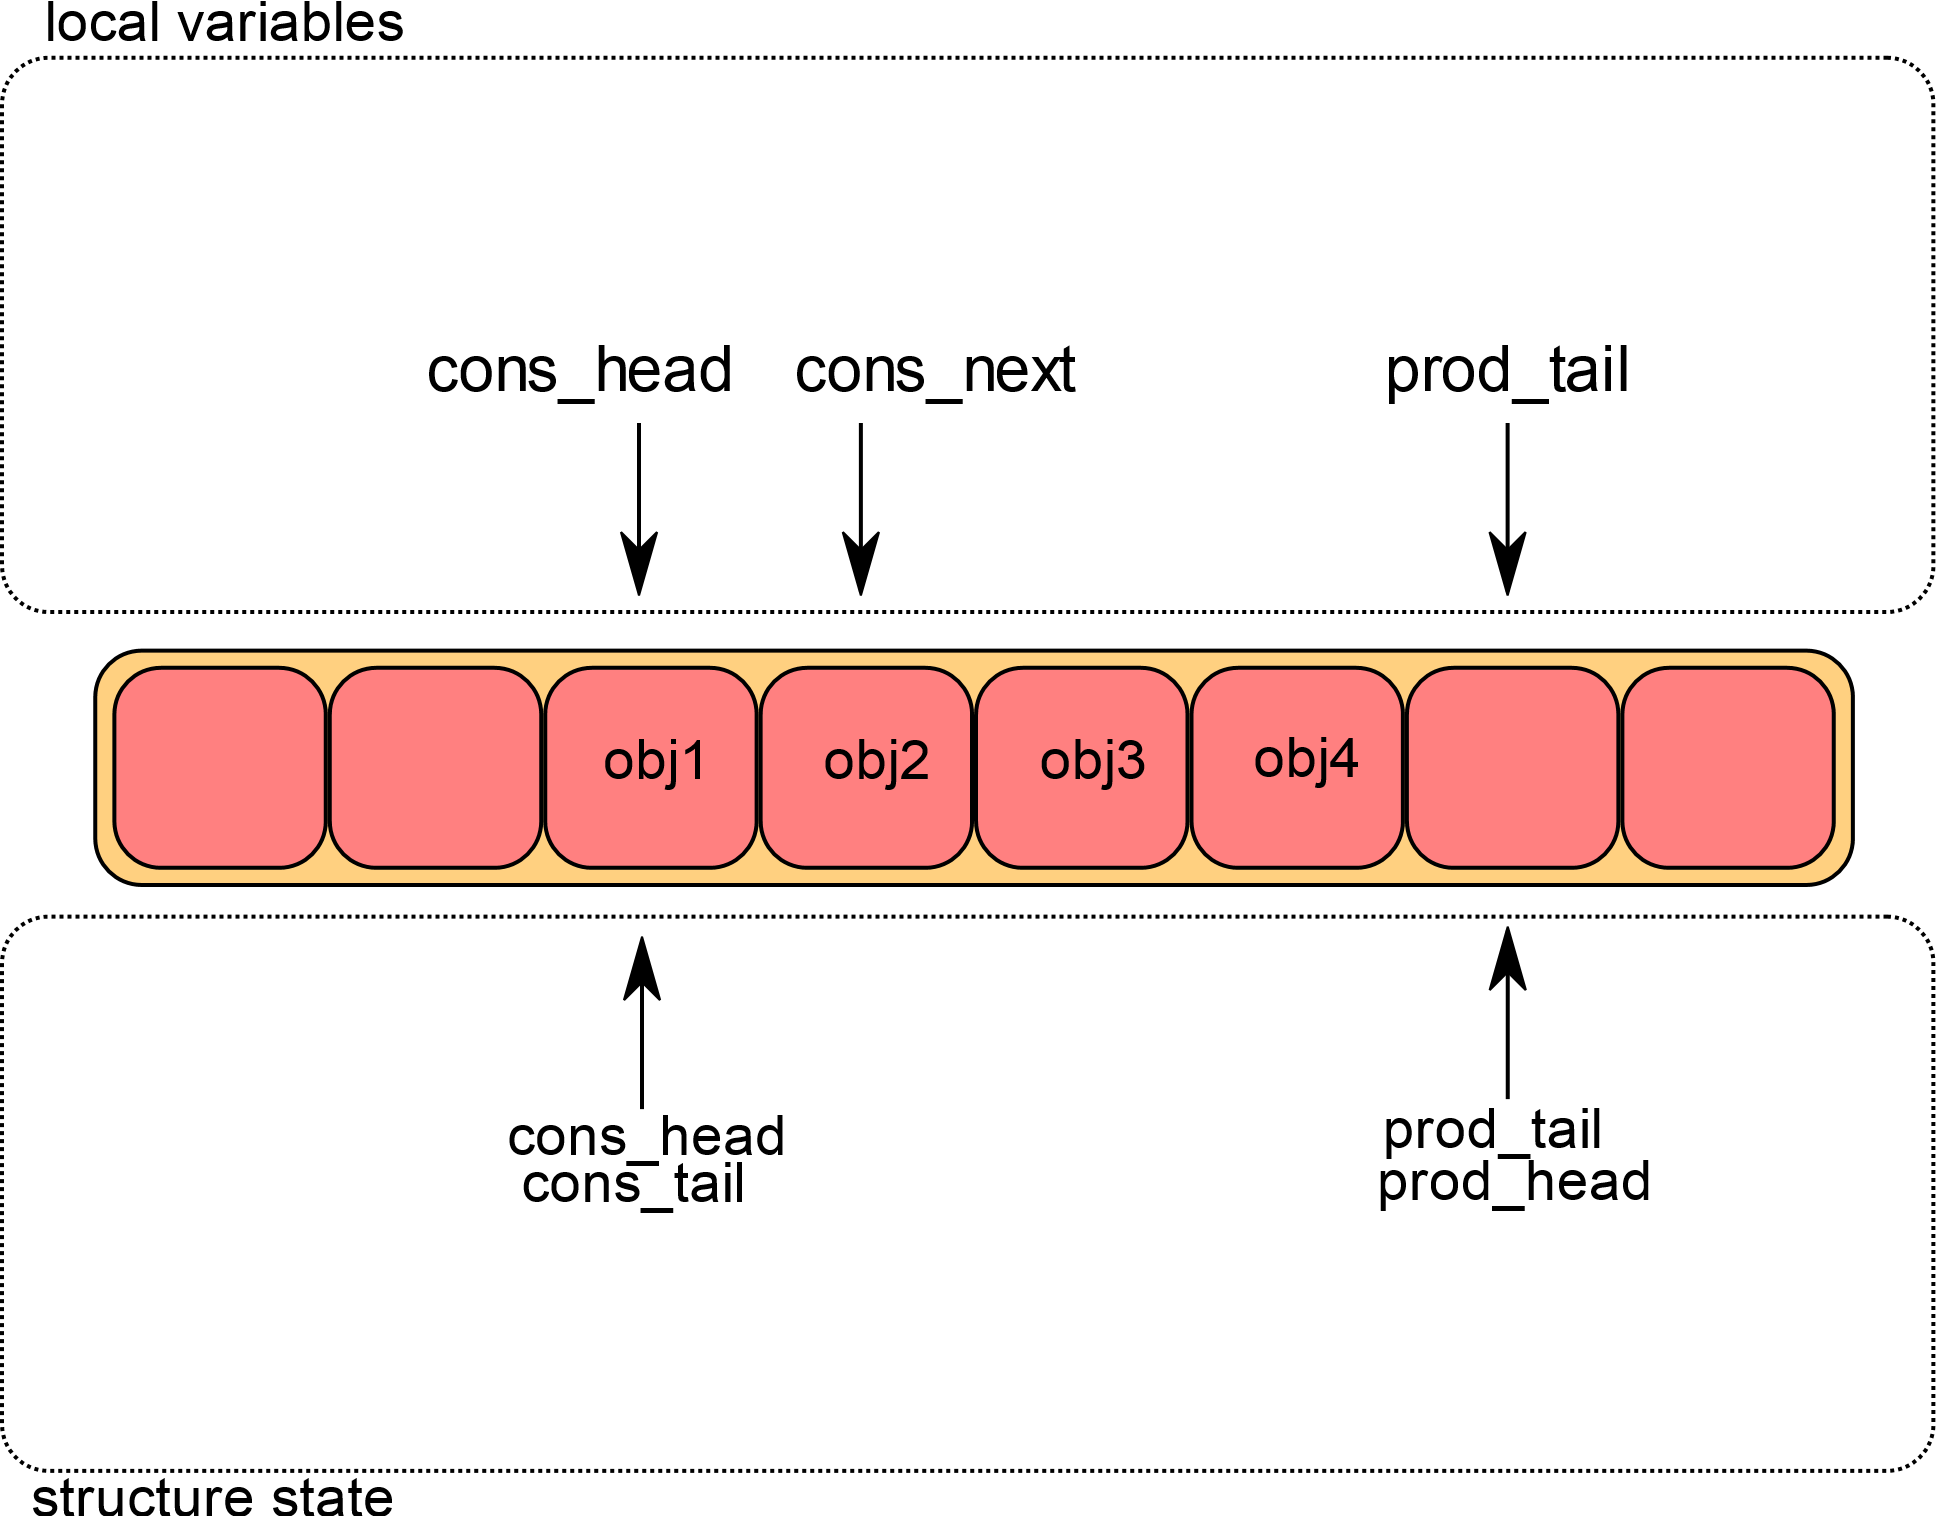 local variables
cons_head cons_next prod_tail
obj1 obj2 obj3 obj4
cons_head prod_tail
cons_tail prod_head
structure state